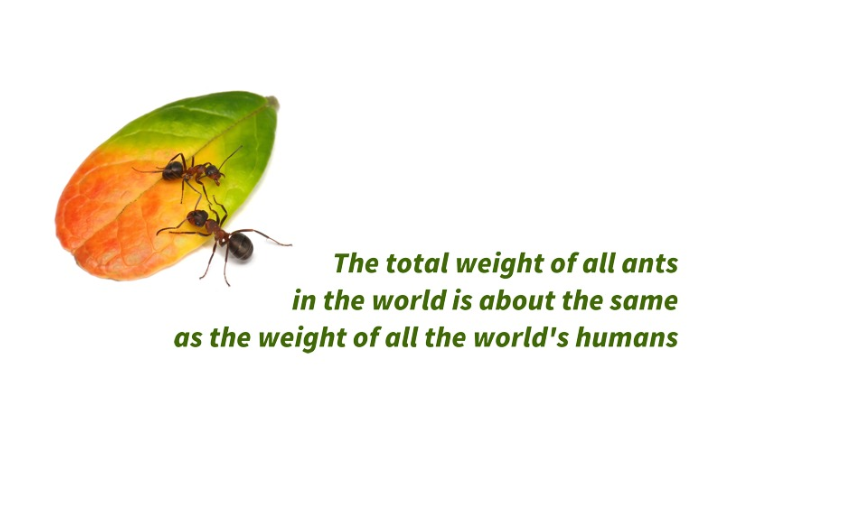 The total weight of all ants
in the world is about the same
as the weight of all the world's humans